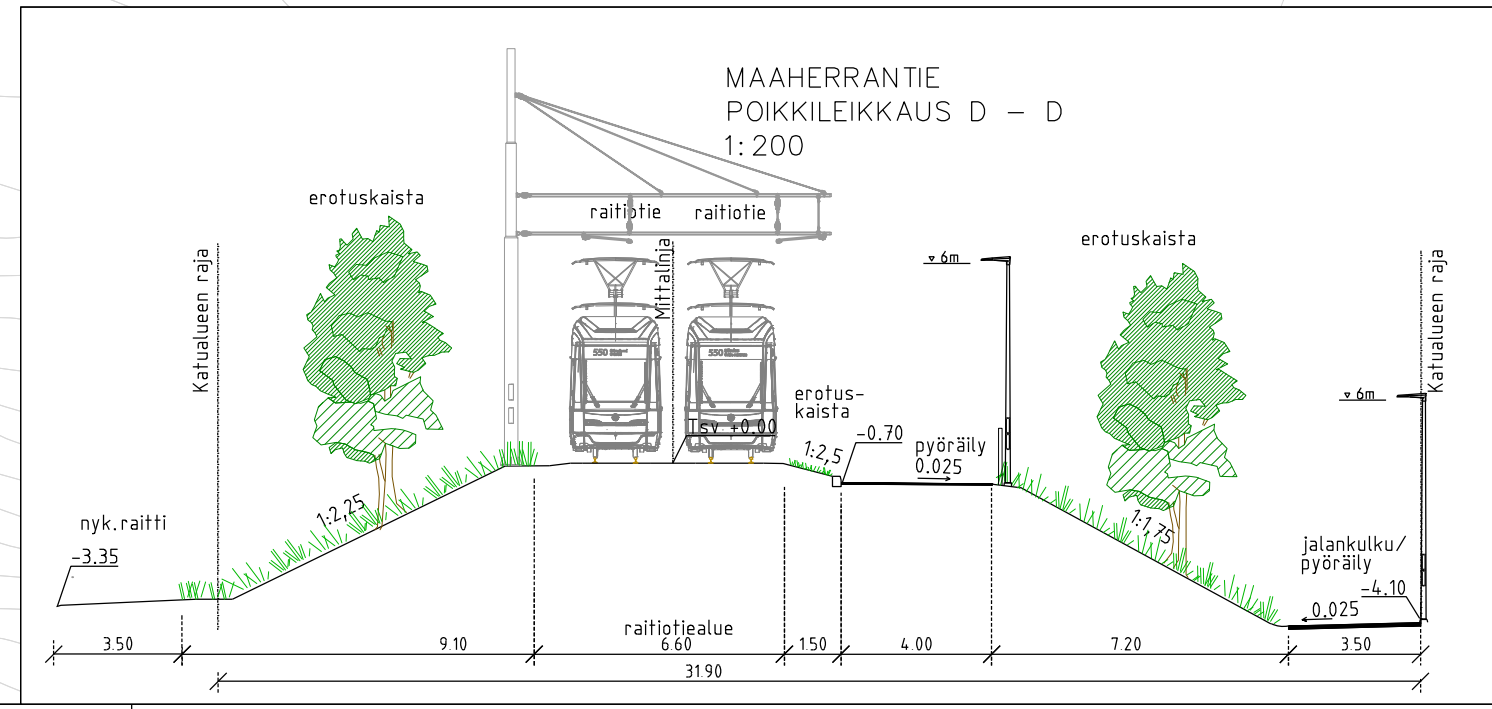 MAAHERRANTIE
POIKKILEIKKAUS D – D
1:200
erotuskaista
raitiotie
raitiotie
erotuskaista
Katualueen raja
Mittalinja
▿ 6m
Katualueen raja
550
550
▿ 6m
erotus-
kaista
Tsv +0.00
-0.70
1:2,5
pyöräily
0.025
1:2,25
1:1,75
nyk.raitti
-3.35
jalankulku/
pyöräily
-4.10
0.025
raitiotiealue
3.50
9.10
6.60
1.50
4.00
7.20
3.50
31.90